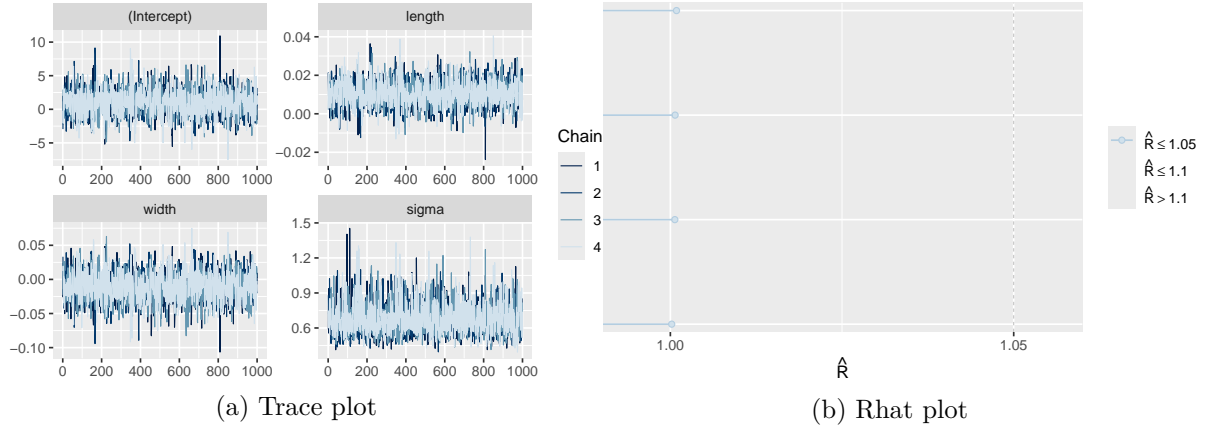 (Intercept)
length
10
5
0
−5
0.04
0.02
0.00
−0.02
0 200 400 600 800 1000
0 200 400 600 800 1000
width
sigma
0.05
0.00
−0.05
−0.10
1.5
1.2
0.9
0.6
0 200 400 600 800 1000
0 200 400 600 800 1000
Chain
1
2
3
4
(a) Trace plot
1.00
1.05
R̂
R̂ ≤ 1.05
R̂ ≤ 1.1
R̂ > 1.1
(b) Rhat plot